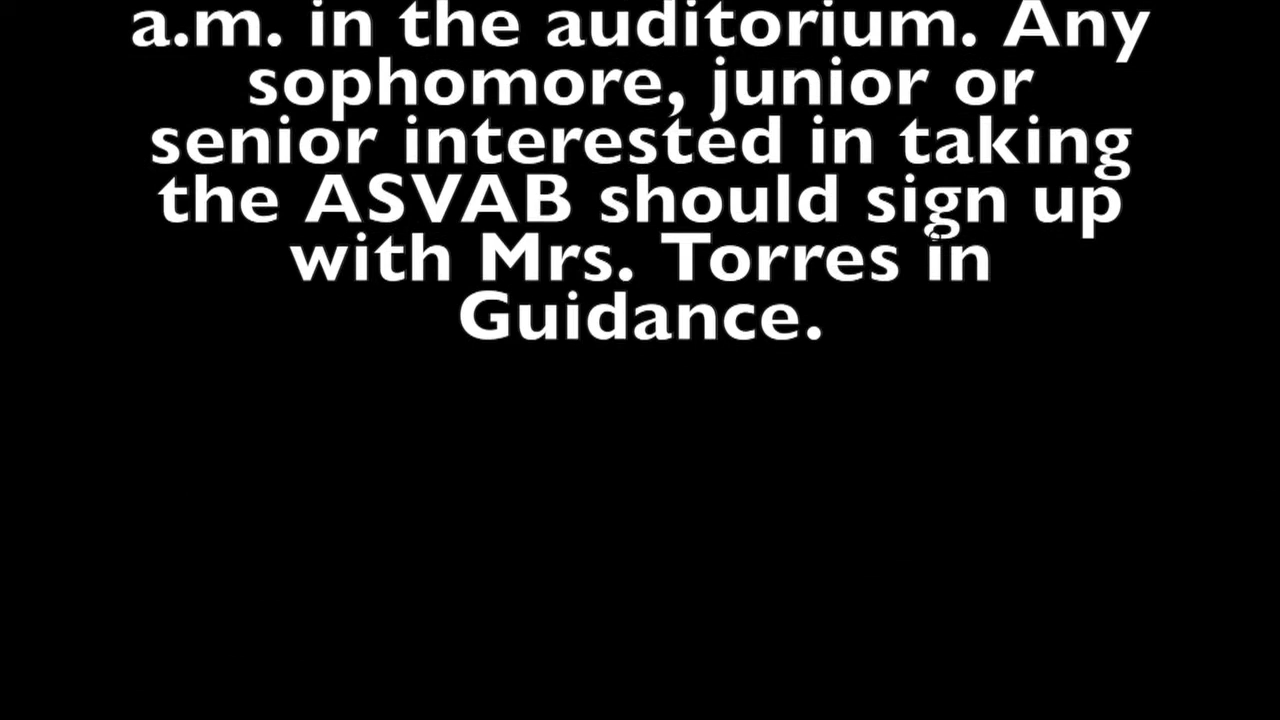 a.m. in the auditorium. Any
sophomore, junior or
senior interested in taking
the ASVAB should sign up
with Mrs. Torres in
Guidance.